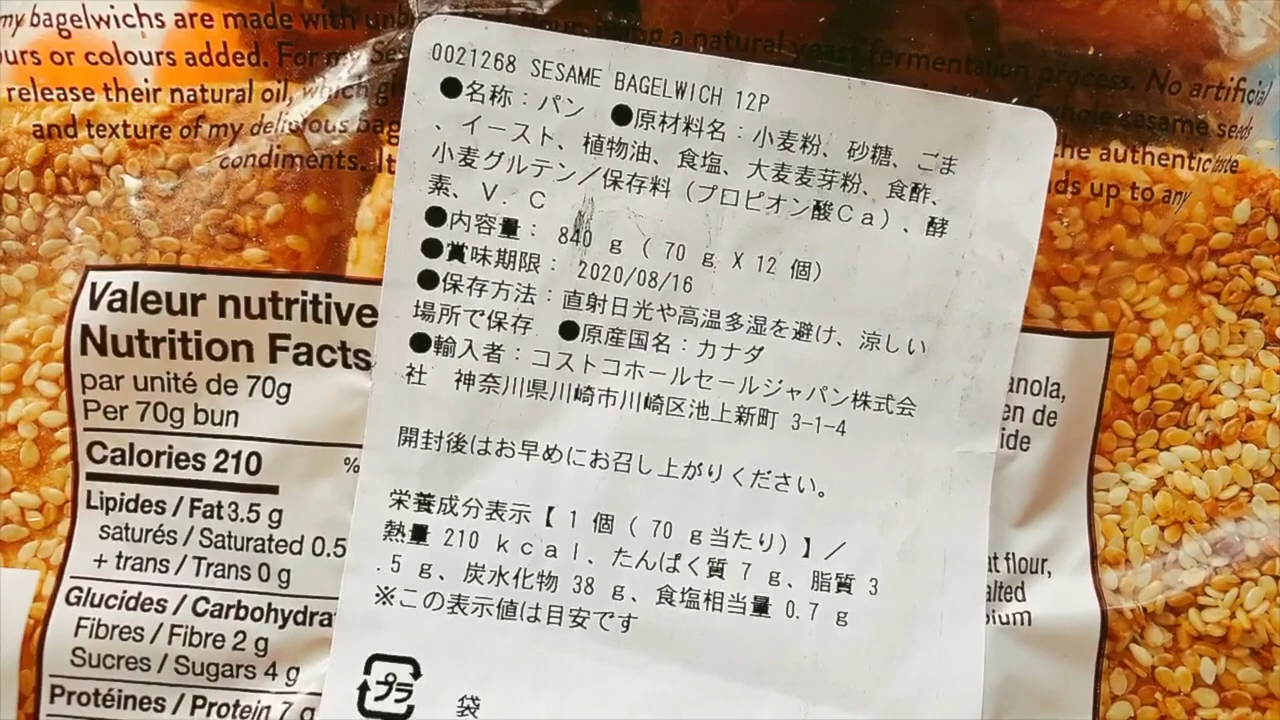 my bagelwichs are made with
urs or colours added. For my Ses
release their natural oil, which gi
and texture of my delicious bag
condiments. It
using a natural yeast fermentation process. No artificial
whole sesame seeds
the authentic taste
ds up to any
0021268 SESAME BAGELWICH 12P
●名称：パン ●原材料名：小麦粉、砂糖、ごま
、イースト、植物油、食塩、大麦麦芽粉、食酢、
小麦グルテン／保存料（プロピオン酸Ca）、酵
素、V．C
●内容量： 840 g ( 70 g X 12 個)
●賞味期限： 2020/08/16
●保存方法：直射日光や高温多湿を避け、涼しい
場所で保存 ●原産国名：カナダ
●輸入者：コストコホールセールジャパン株式会
社 神奈川県川崎市川崎区池上新町 3-1-4
開封後はお早めにお召し上がりください。
栄養成分表示【 1 個 ( 70 g当たり) 】／
熱量 210 kcal、たんぱく質 7 g、脂質 3
.5 g、炭水化物 38 g、食塩相当量 0.7 g
※この表示値は目安です
プラ
袋
Valeur nutritive
Nutrition Facts
par unité de 70g
Per 70g bun
Calories 210
%
Lipides / Fat 3.5 g
saturés / Saturated 0.5
+ trans / Trans 0 g
Glucides / Carbohydra
Fibres / Fibre 2 g
Sucres / Sugars 4 g
Protéines / Protein 7 g
anola,
en de
ide
at flour,
alted
ium